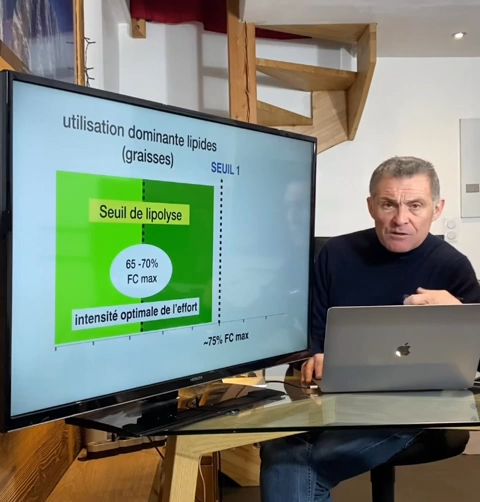 utilisation dominante lipides
(graisses)
SEUIL 1
Seuil de lipolyse
65 -70%
FC max
intensité optimale de l'effort
~75% FC max